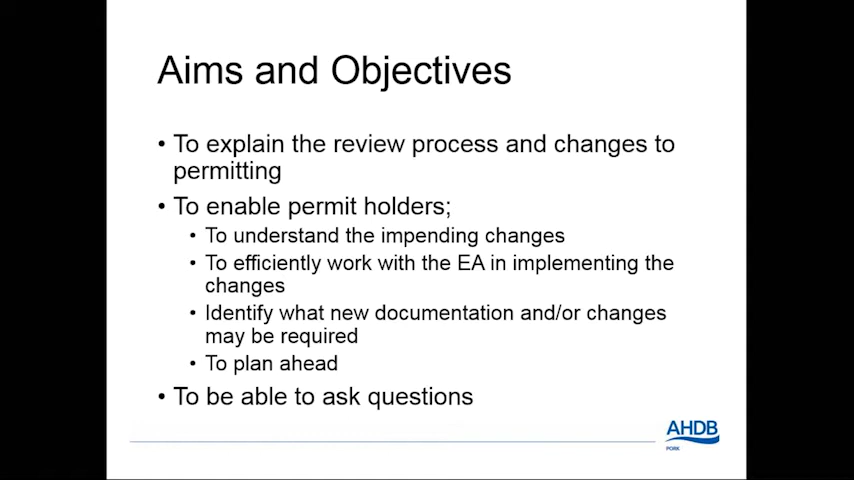 Aims and Objectives
• To explain the review process and changes to
permitting
• To enable permit holders;
• To understand the impending changes
• To efficiently work with the EA in implementing the
changes
• Identify what new documentation and/or changes
may be required
• To plan ahead
• To be able to ask questions
AHDB
PORK